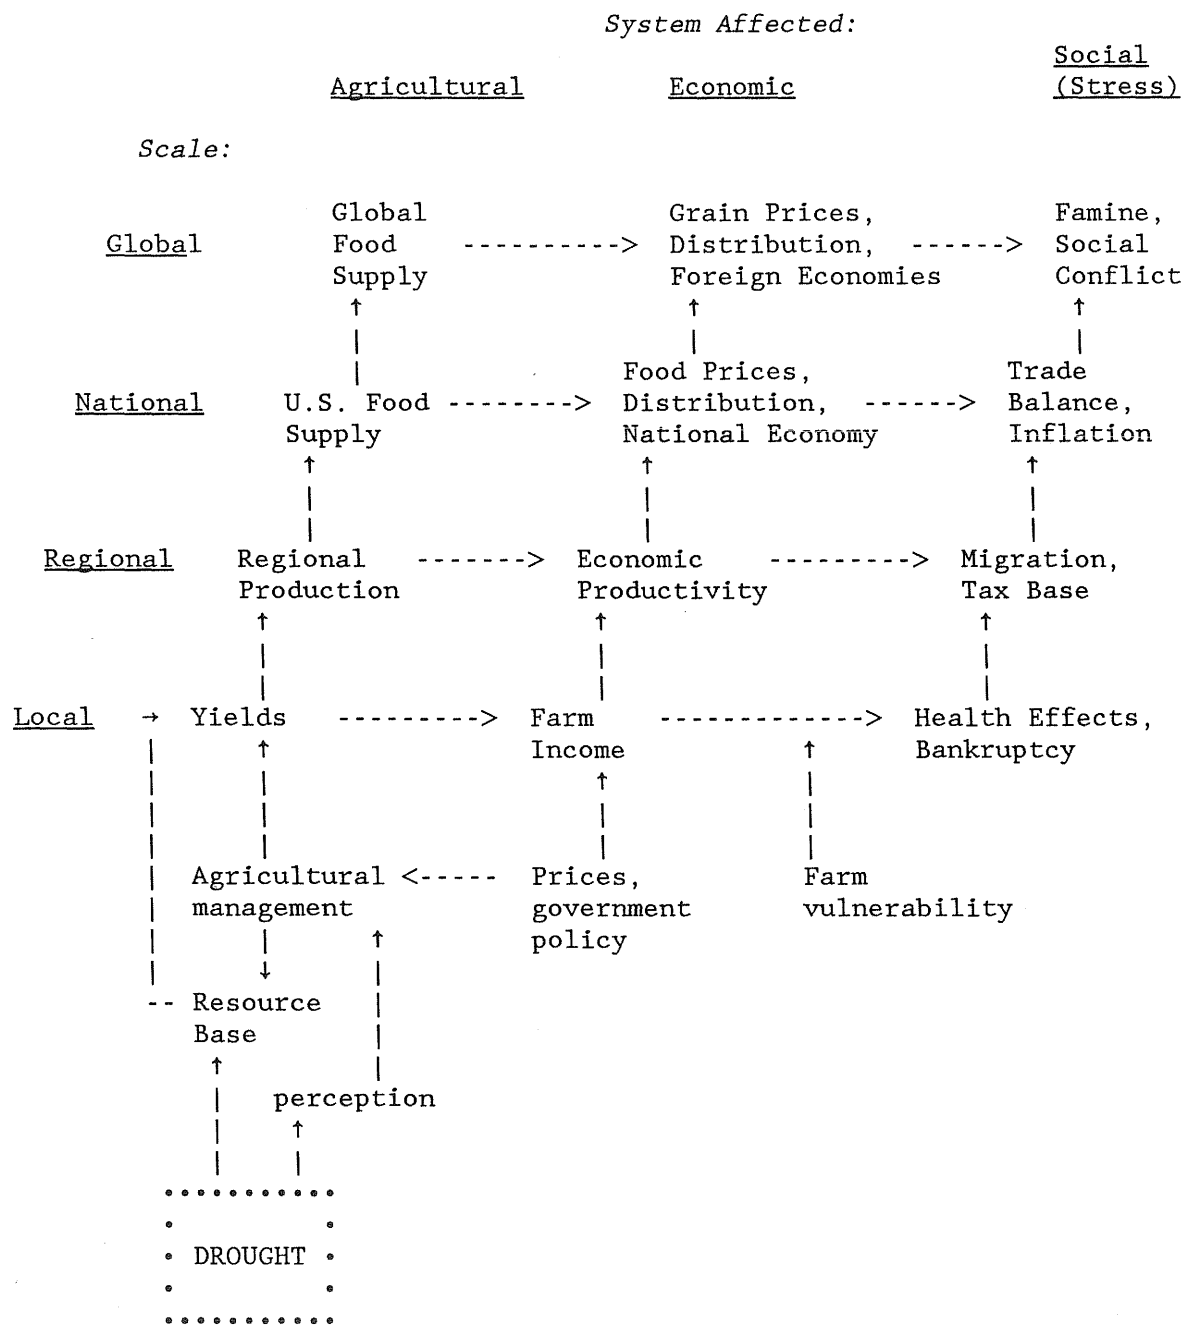 System Affected:
Agricultural Economic Social
(Stress)
Scale:
Global
Global
Food
Supply
---------->
Grain Prices,
Distribution,
Foreign Economies
------>
Famine,
Social
Conflict
National
U.S. Food
Supply
-------->
Food Prices,
Distribution,
National Economy
------>
Trade
Balance,
Inflation
Regional
Regional
Production
------->
Economic
Productivity
--------->
Migration,
Tax Base
Local → Yields
--------->
Farm
Income
------------->
Health Effects,
Bankruptcy
Agricultural
management
<-----
Prices,
government
policy
Farm
vulnerability
-- Resource
Base
perception
DROUGHT